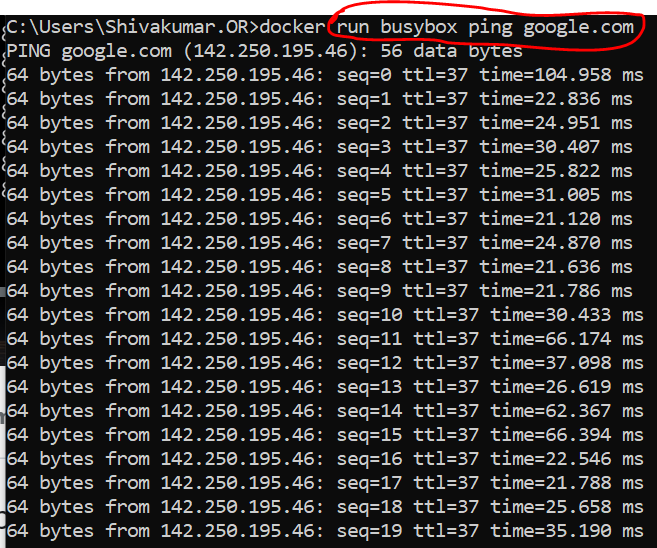 C:\Users\Shivakumar.OR>docker run busybox ping google.com
PING google.com (142.250.195.46): 56 data bytes
64 bytes from 142.250.195.46: seq=0 ttl=37 time=104.958 ms
64 bytes from 142.250.195.46: seq=1 ttl=37 time=22.836 ms
64 bytes from 142.250.195.46: seq=2 ttl=37 time=24.951 ms
64 bytes from 142.250.195.46: seq=3 ttl=37 time=30.407 ms
64 bytes from 142.250.195.46: seq=4 ttl=37 time=25.822 ms
64 bytes from 142.250.195.46: seq=5 ttl=37 time=31.005 ms
64 bytes from 142.250.195.46: seq=6 ttl=37 time=21.120 ms
64 bytes from 142.250.195.46: seq=7 ttl=37 time=24.870 ms
64 bytes from 142.250.195.46: seq=8 ttl=37 time=21.636 ms
64 bytes from 142.250.195.46: seq=9 ttl=37 time=21.786 ms
64 bytes from 142.250.195.46: seq=10 ttl=37 time=30.433 ms
64 bytes from 142.250.195.46: seq=11 ttl=37 time=66.174 ms
64 bytes from 142.250.195.46: seq=12 ttl=37 time=37.098 ms
64 bytes from 142.250.195.46: seq=13 ttl=37 time=26.619 ms
64 bytes from 142.250.195.46: seq=14 ttl=37 time=62.367 ms
64 bytes from 142.250.195.46: seq=15 ttl=37 time=66.394 ms
64 bytes from 142.250.195.46: seq=16 ttl=37 time=22.546 ms
64 bytes from 142.250.195.46: seq=17 ttl=37 time=21.788 ms
64 bytes from 142.250.195.46: seq=18 ttl=37 time=25.658 ms
64 bytes from 142.250.195.46: seq=19 ttl=37 time=35.190 ms